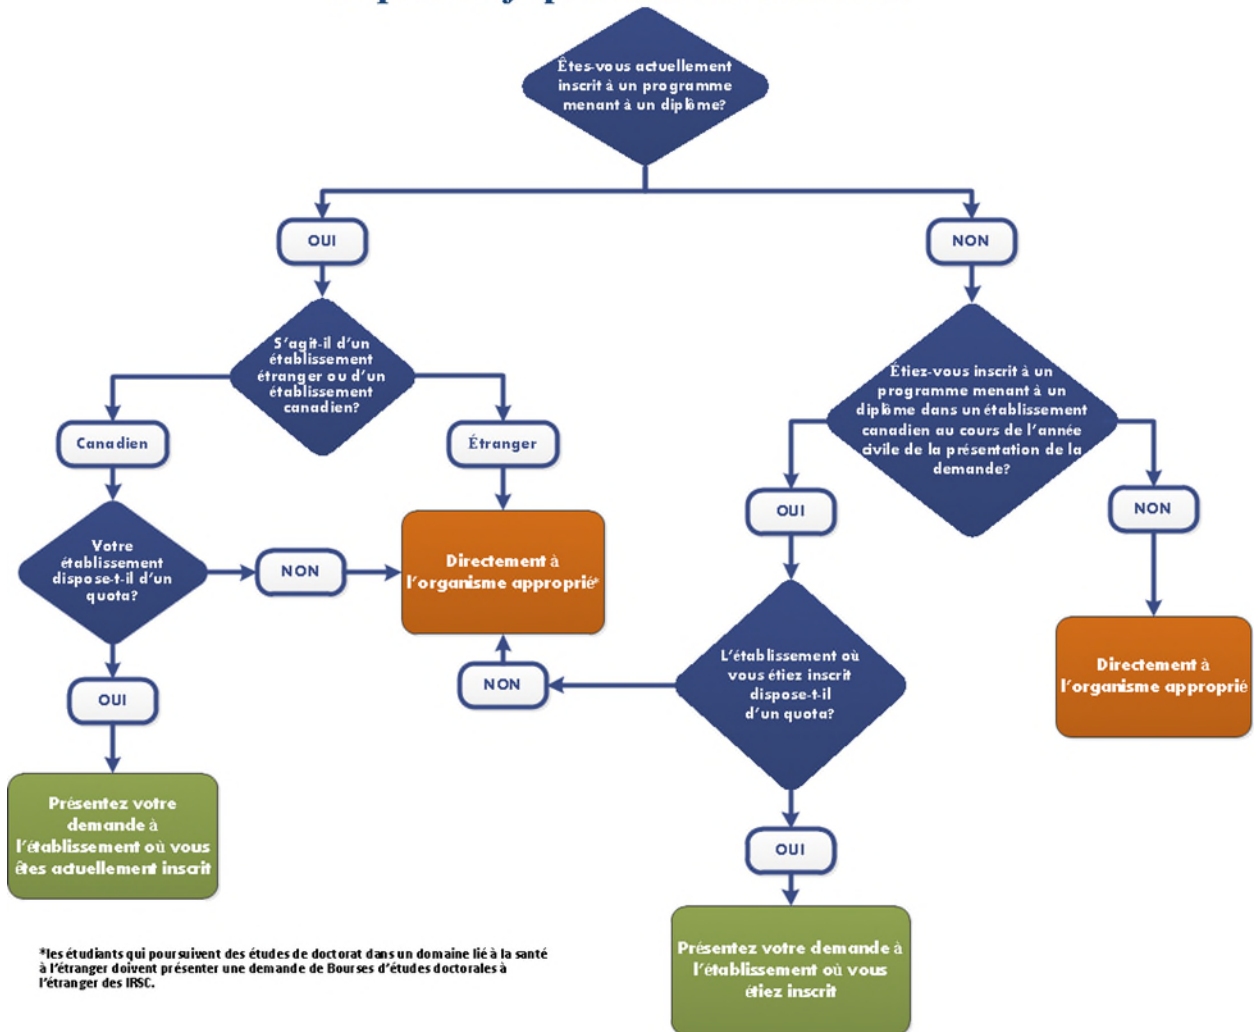 Êtes-vous actuellement
inscrit à un programme
menant à un diplôme?
OUI
NON
S'agit-il d'un
établissement
étranger ou d'un
établissement
canadien?
Étiez-vous inscrit à un
programme menant à un
diplôme dans un établissement
canadien au cours de l'année
civile de la présentation de la
demande?
Canadien
Étranger
OUI
NON
Votre
établissement
dispose-t-il d'un
quota?
NON
Directement à
l'organisme approprié*
L'établissement où
vous étiez inscrit
dispose-t-il
d'un quota?
NON
Directement à
l'organisme approprié
OUI
Présentez votre
demande à
l'établissement où vous
êtes actuellement inscrit
OUI
Présentez votre demande à
l'établissement où vous
étiez inscrit
*les étudiants qui poursuivent des études de doctorat dans un domaine lié à la santé
à l'étranger doivent présenter une demande de Bourses d'études doctorales à
l'étranger des IRSC.